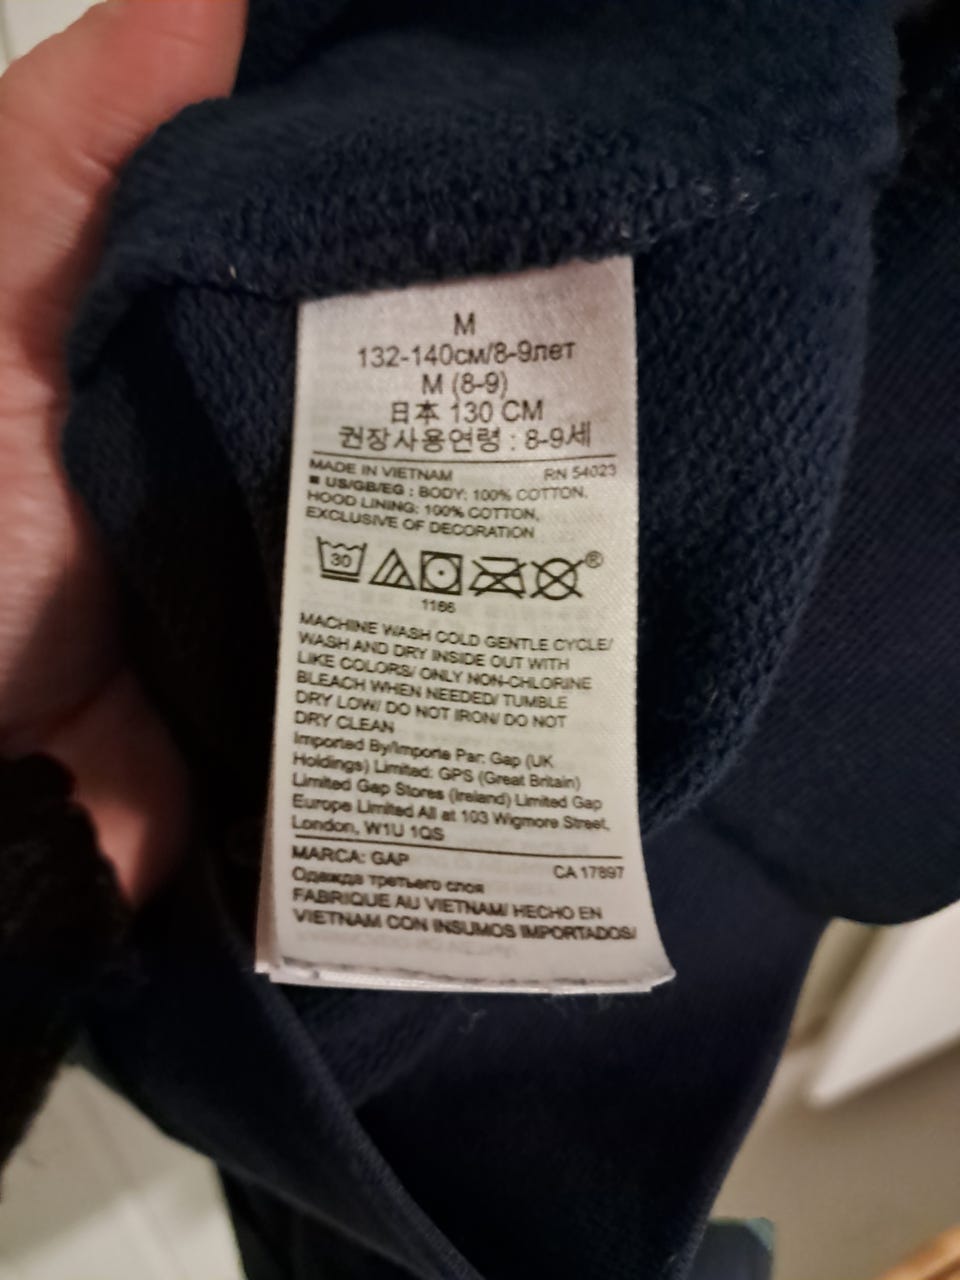 M
132-140см/8-9лет
M (8-9)
日本 130 CM
권장사용연령 : 8-9세
MADE IN VIETNAM RN 54023
■ US/GB/EG : BODY: 100% COTTON,
HOOD LINING: 100% COTTON,
EXCLUSIVE OF DECORATION
30 ®
1166
MACHINE WASH COLD GENTLE CYCLE/
WASH AND DRY INSIDE OUT WITH
LIKE COLORS/ ONLY NON-CHLORINE
BLEACH WHEN NEEDED/ TUMBLE
DRY LOW/ DO NOT IRON/ DO NOT
DRY CLEAN
Imported By/Importe Par: Gap (UK
Holdings) Limited: GPS (Great Britain)
Limited Gap Stores (Ireland) Limited Gap
Europe Limited All at 103 Wigmore Street,
London, W1U 1QS
MARCA: GAP CA 17897
Одежда третьего слоя
FABRIQUE AU VIETNAM/ HECHO EN
VIETNAM CON INSUMOS IMPORTADOS/